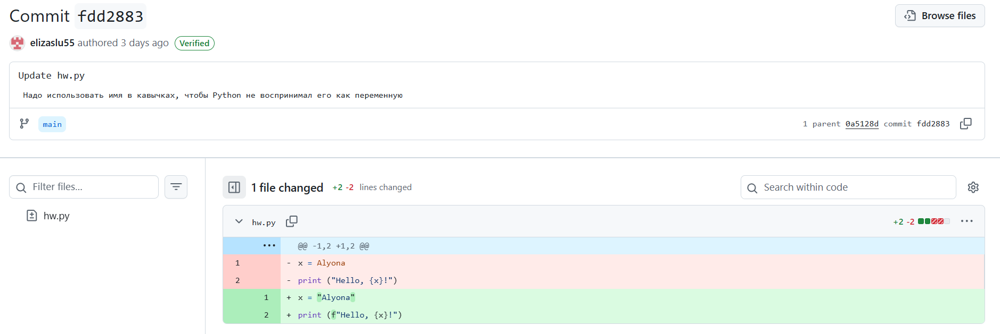 Commit fdd2883
Browse files
elizaslu55 authored 3 days ago Verified
Update hw.py
Надо использовать имя в кавычках, чтобы Python не воспринимал его как переменную
main
1 parent 0a5128d commit fdd2883
Filter files...
hw.py
1 file changed +2 -2 lines changed
Search within code
hw.py
+2 -2
@@ -1,2 +1,2 @@
1 - x = Alyona
2 - print ("Hello, {x}!")
1 + x = "Alyona"
2 + print (f"Hello, {x}!")